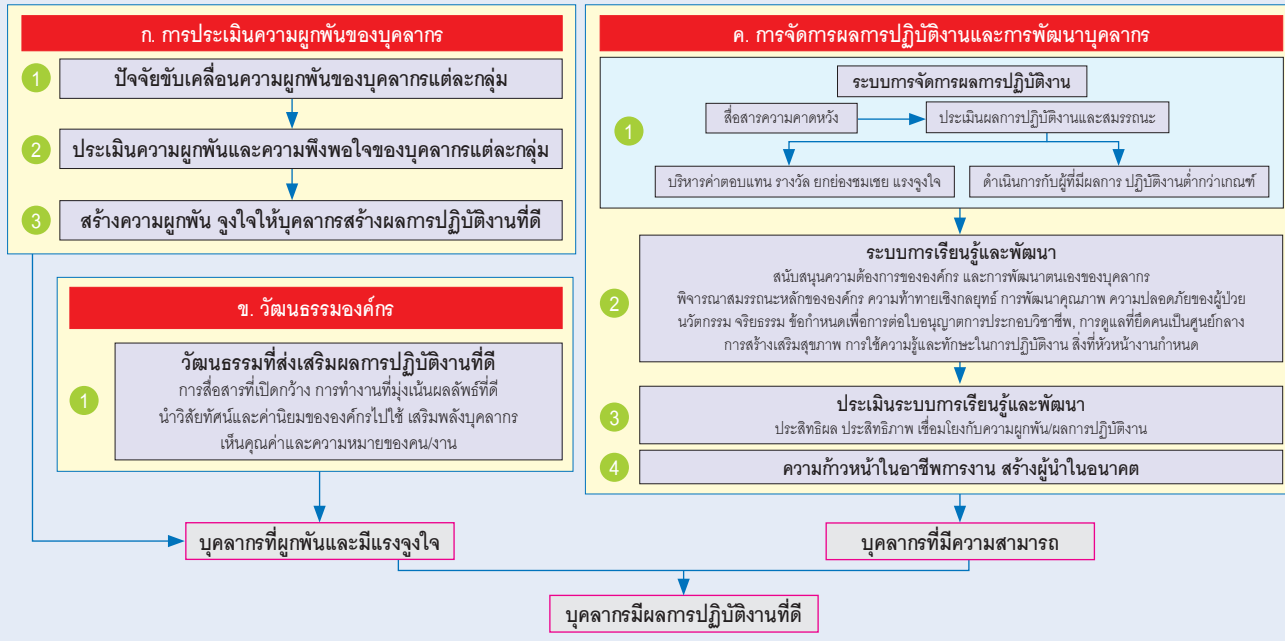 ก. การประเมินความผูกพันของบุคลากร
1
ปัจจัยขับเคลื่อนความผูกพันของบุคลากรแต่ละกลุ่ม
2
ประเมินความผูกพันและความพึงพอใจของบุคลากรแต่ละกลุ่ม
3
สร้างความผูกพัน จูงใจให้บุคลากรสร้างผลการปฏิบัติงานที่ดี
ข. วัฒนธรรมองค์กร
1
วัฒนธรรมที่ส่งเสริมผลการปฏิบัติงานที่ดี
การสื่อสารที่เปิดกว้าง การทำงานที่มุ่งเน้นผลลัพธ์ที่ดี
นำวิสัยทัศน์และค่านิยมขององค์กรไปใช้ เสริมพลังบุคลากร
เห็นคุณค่าและความหมายของคน/งาน
ค. การจัดการผลการปฏิบัติงานและการพัฒนาบุคลากร
1
ระบบการจัดการผลการปฏิบัติงาน
สื่อสารความคาดหวัง
ประเมินผลการปฏิบัติงานและสมรรถนะ
บริหารค่าตอบแทน รางวัล ยกย่องชมเชย แรงจูงใจ
ดำเนินการกับผู้ที่มีผลการ ปฏิบัติงานต่ำกว่าเกณฑ์
2
ระบบการเรียนรู้และพัฒนา
สนับสนุนความต้องการขององค์กร และการพัฒนาตนเองของบุคลากร
พิจารณาสมรรถนะหลักขององค์กร ความท้าทายเชิงกลยุทธ์ การพัฒนาคุณภาพ ความปลอดภัยของผู้ป่วย
นวัตกรรม จริยธรรม ข้อกำหนดเพื่อการต่อใบอนุญาตการประกอบวิชาชีพ, การดูแลที่ยึดคนเป็นศูนย์กลาง
การสร้างเสริมสุขภาพ การใช้ความรู้และทักษะในการปฏิบัติงาน สิ่งที่หัวหน้างานกำหนด
3
ประเมินระบบการเรียนรู้และพัฒนา
ประสิทธิผล ประสิทธิภาพ เชื่อมโยงกับความผูกพัน/ผลการปฏิบัติงาน
4
ความก้าวหน้าในอาชีพการงาน สร้างผู้นำในอนาคต
บุคลากรที่ผูกพันและมีแรงจูงใจ
บุคลากรที่มีความสามารถ
บุคลากรมีผลการปฏิบัติงานที่ดี